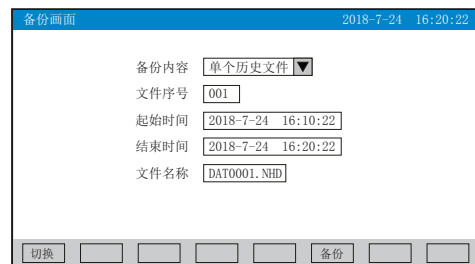 备份画面 2018-7-24 16:20:22
备份内容 单个历史文件
文件序号 001
起始时间 2018-7-24 16:10:22
结束时间 2018-7-24 16:20:22
文件名称 DAT0001.NHD
切换 备份